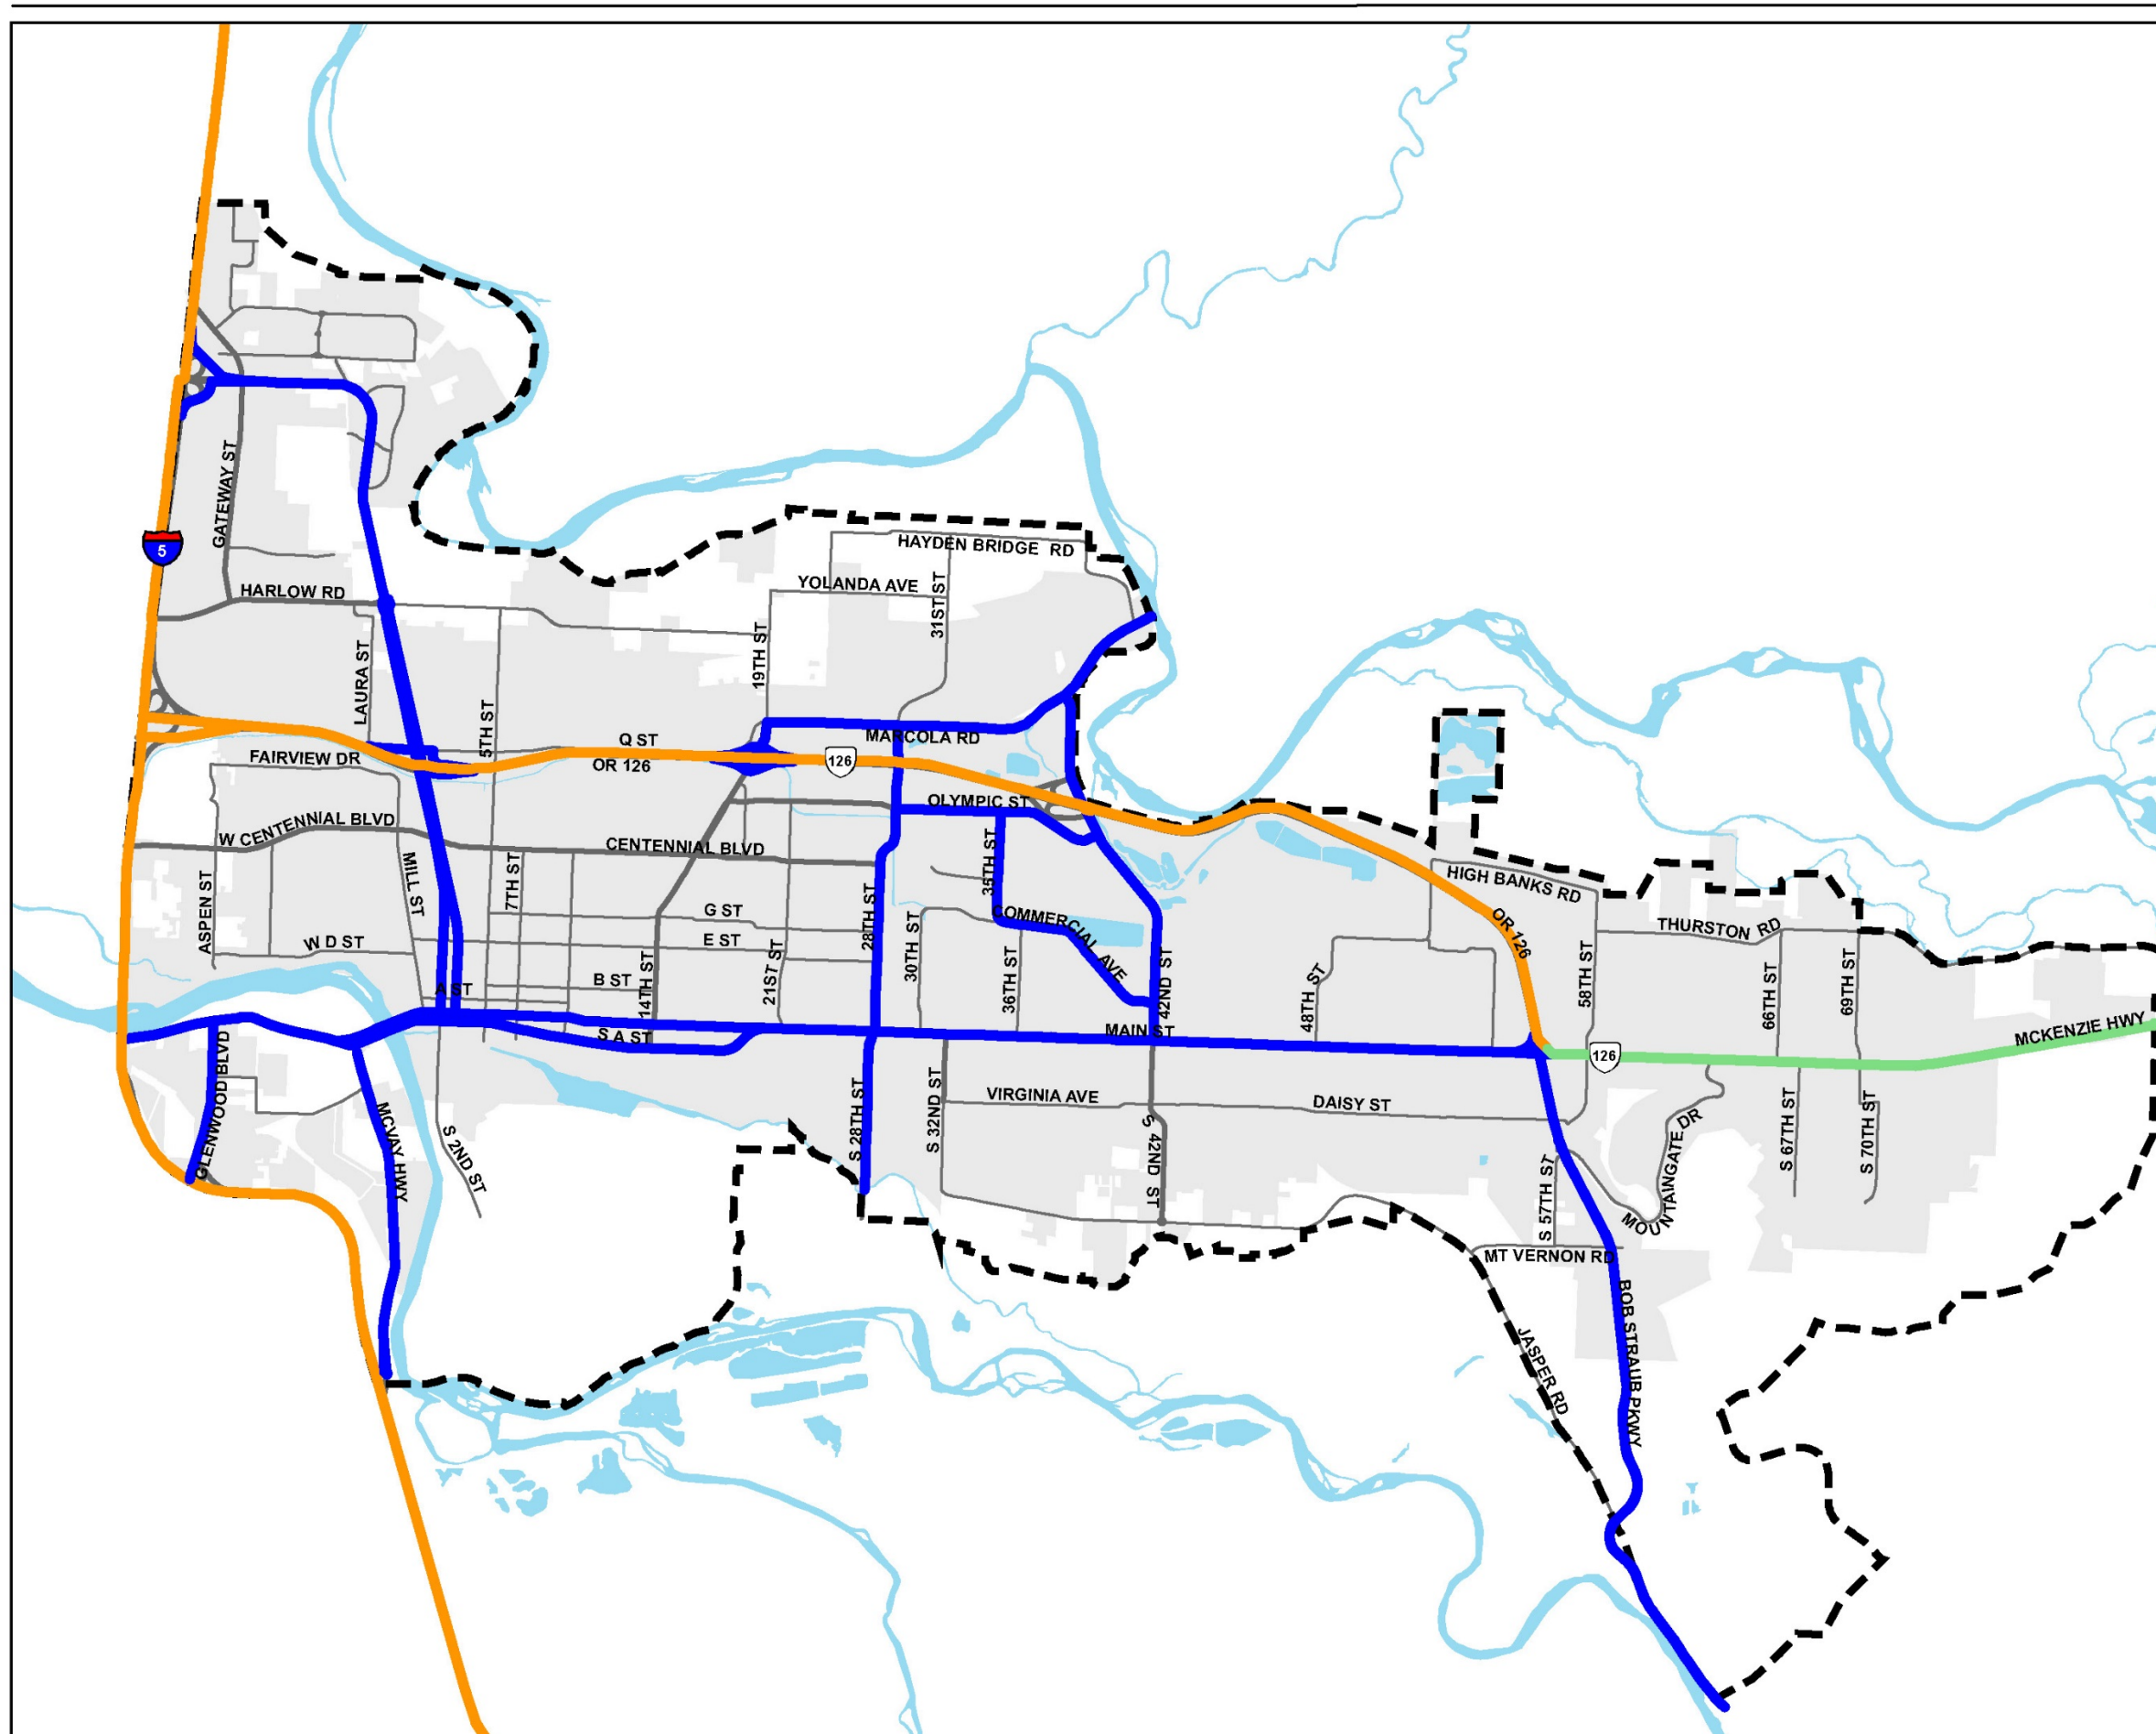 GATEWAY ST
5
HAYDEN BRIDGE RD
YOLANDA AVE
HARLOW RD
31ST ST
19TH ST
LAURA ST
5TH ST
MARCOLA RD
Q ST
OR 126
126
FAIRVIEW DR
OLYMPIC ST
W CENTENNIAL BLVD
CENTENNIAL BLVD
35TH ST
MILL ST
7TH ST
ASPEN ST
HIGH BANKS RD
G ST
28TH ST
COMMERCIAL AVE
OR 126
THURSTON RD
W D ST
E ST
30TH ST
21ST ST
14TH ST
B ST
A ST
36TH ST
42ND ST
48TH ST
58TH ST
66TH ST
69TH ST
MCKENZIE HWY
MAIN ST
S A ST
126
GLENWOOD BLVD
MCVAY HWY
S 2ND ST
S 28TH ST
S 32ND ST
VIRGINIA AVE
DAISY ST
S 42ND ST
S 57TH ST
MOUNTAINGATE DR
S 67TH ST
S 70TH ST
MT VERNON RD
BOB STRAUB PKWY
JASPER RD